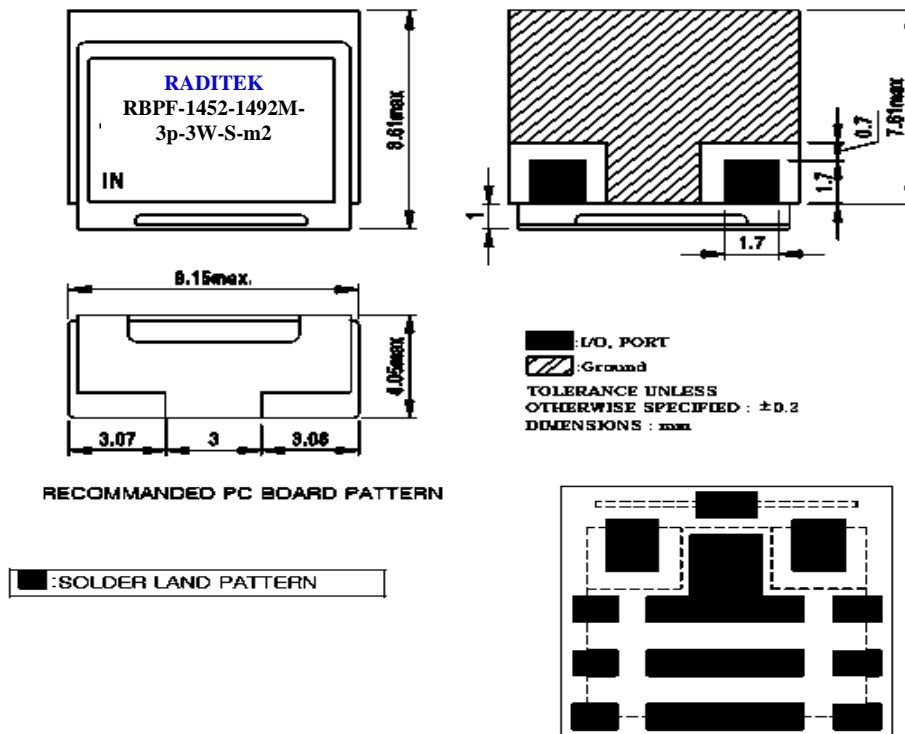 RADITEK
RBPF-1452-1492M-
3p-3W-S-m2
IN
8.61max
0.7
7.61max
1.7
1
1.7
9.15max.
4.05max
3.07
3
3.08
:I/O, PORT
:Ground
TOLERANCE UNLESS
OTHERWISE SPECIFIED : ±0.2
DIMENSIONS : mm
RECOMMANDED PC BOARD PATTERN
:SOLDER LAND PATTERN